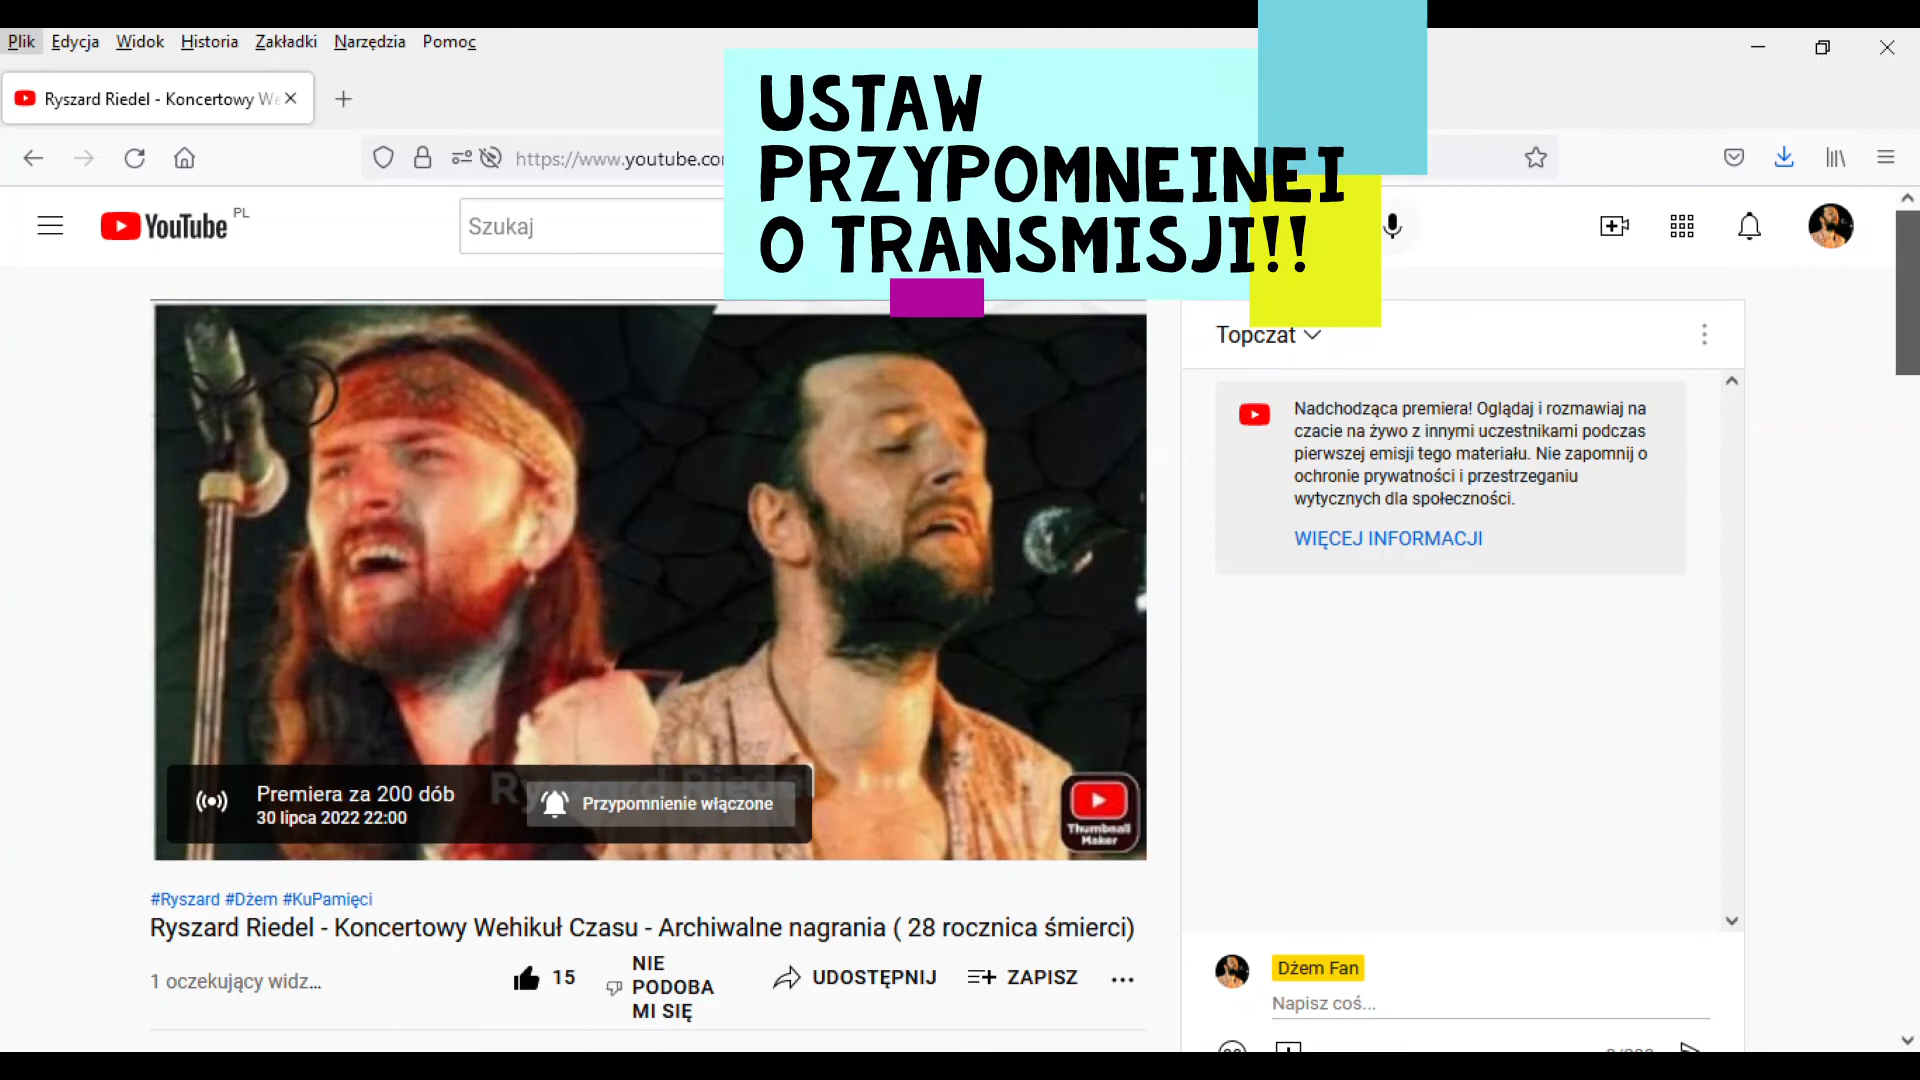 Plik Edycja Widok Historia Zakładki Narzędzia Pomoc
Ryszard Riedel - Koncertowy We
https://www.youtube.co
USTAW
PRZYPOMNEINEI
O TRANSMISJI!!
YouTube PL
Szukaj
Topczat
Nadchodząca premiera! Oglądaj i rozmawiaj na
czacie na żywo z innymi uczestnikami podczas
pierwszej emisji tego materiału. Nie zapomnij o
ochronie prywatności i przestrzeganiu
wytycznych dla społeczności.
WIĘCEJ INFORMACJI
Premiera za 200 dób
30 lipca 2022 22:00
Przypomnienie włączone
Thumbnail
Maker
#Ryszard #Dżem #KuPamięci
Ryszard Riedel - Koncertowy Wehikuł Czasu - Archiwalne nagrania ( 28 rocznica śmierci)
1 oczekujący widz...
15
NIE
PODOBA
MI SIĘ
UDOSTĘPNIJ
ZAPISZ
Dżem Fan
Napisz coś...